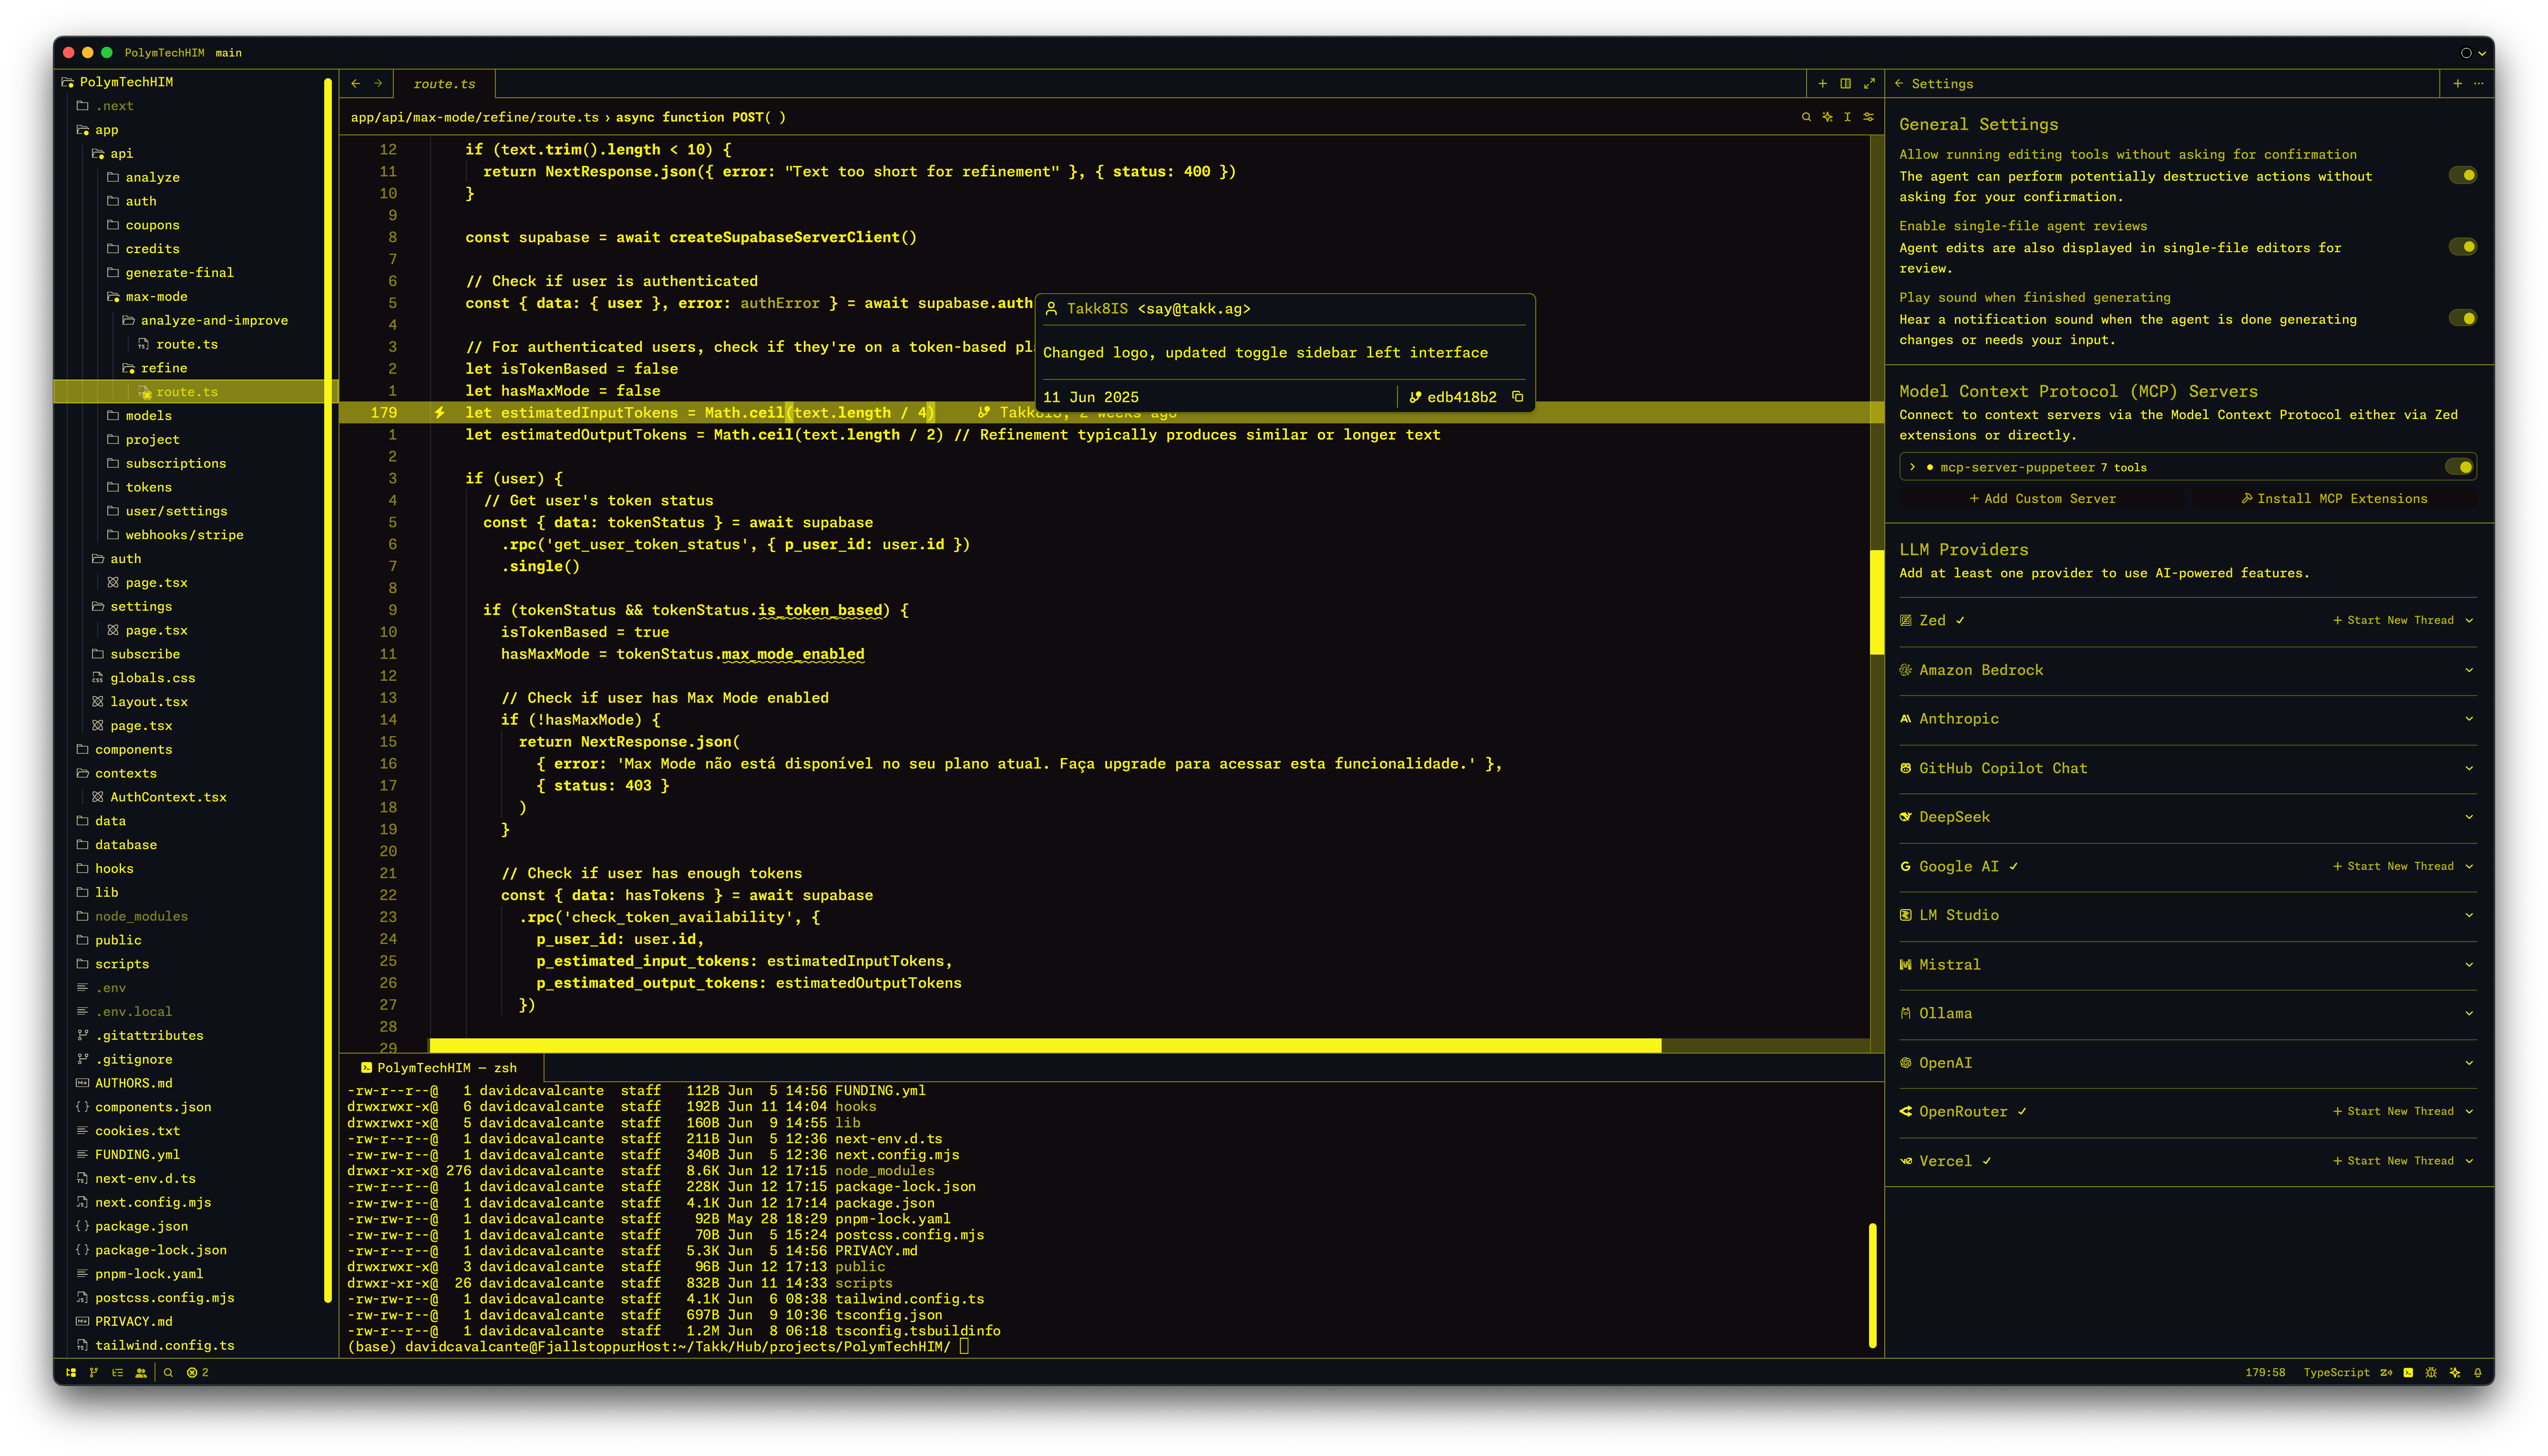 PolymTechHIM main
PolymTechHIM
.next
app
api
analyze
auth
coupons
credits
generate-final
max-mode
analyze-and-improve
route.ts
refine
route.ts
models
project
subscriptions
tokens
user/settings
webhooks/stripe
auth
page.tsx
settings
page.tsx
subscribe
globals.css
layout.tsx
page.tsx
components
contexts
AuthContext.tsx
data
database
hooks
lib
node_modules
public
scripts
.env
.env.local
.gitattributes
.gitignore
AUTHORS.md
components.json
cookies.txt
FUNDING.yml
next-env.d.ts
next.config.mjs
package.json
package-lock.json
pnpm-lock.yaml
postcss.config.mjs
PRIVACY.md
tailwind.config.ts
route.ts
app/api/max-mode/refine/route.ts › async function POST( )
12 if (text.trim().length < 10) {
11 return NextResponse.json({ error: "Text too short for refinement" }, { status: 400 })
10 }
9
8 const supabase = await createSupabaseServerClient()
7
6 // Check if user is authenticated
5 const { data: { user }, error: authError } = await supabase.auth
4
3 // For authenticated users, check if they're on a token-based pl
2 let isTokenBased = false
1 let hasMaxMode = false
179 let estimatedInputTokens = Math.ceil(text.length / 4) Takk8IS, 2 weeks ago
1 let estimatedOutputTokens = Math.ceil(text.length / 2) // Refinement typically produces similar or longer text
2
3 if (user) {
4 // Get user's token status
5 const { data: tokenStatus } = await supabase
6 .rpc('get_user_token_status', { p_user_id: user.id })
7 .single()
8
9 if (tokenStatus && tokenStatus.is_token_based) {
10 isTokenBased = true
11 hasMaxMode = tokenStatus.max_mode_enabled
12
13 // Check if user has Max Mode enabled
14 if (!hasMaxMode) {
15 return NextResponse.json(
16 { error: 'Max Mode não está disponível no seu plano atual. Faça upgrade para acessar esta funcionalidade.' },
17 { status: 403 }
18 )
19 }
20
21 // Check if user has enough tokens
22 const { data: hasTokens } = await supabase
23 .rpc('check_token_availability', {
24 p_user_id: user.id,
25 p_estimated_input_tokens: estimatedInputTokens,
26 p_estimated_output_tokens: estimatedOutputTokens
27 })
28
29
Takk8IS <say@takk.ag>
Changed logo, updated toggle sidebar left interface
11 Jun 2025 edb418b2
PolymTechHIM — zsh
-rw-r--r--@ 1 davidcavalcante staff 112B Jun 5 14:56 FUNDING.yml
drwxrwxr-x@ 6 davidcavalcante staff 192B Jun 11 14:04 hooks
drwxrwxr-x@ 5 davidcavalcante staff 160B Jun 9 14:55 lib
-rw-rw-r--@ 1 davidcavalcante staff 211B Jun 5 12:36 next-env.d.ts
-rw-rw-r--@ 1 davidcavalcante staff 340B Jun 5 12:36 next.config.mjs
drwxr-xr-x@ 276 davidcavalcante staff 8.6K Jun 12 17:15 node_modules
-rw-rw-r--@ 1 davidcavalcante staff 228K Jun 12 17:15 package-lock.json
-rw-rw-r--@ 1 davidcavalcante staff 4.1K Jun 12 17:14 package.json
-rw-rw-r--@ 1 davidcavalcante staff 92B May 28 18:29 pnpm-lock.yaml
-rw-rw-r--@ 1 davidcavalcante staff 70B Jun 5 15:24 postcss.config.mjs
-rw-r--r--@ 1 davidcavalcante staff 5.3K Jun 5 14:56 PRIVACY.md
drwxrwxr-x@ 3 davidcavalcante staff 96B Jun 12 17:13 public
drwxr-xr-x@ 26 davidcavalcante staff 832B Jun 11 14:33 scripts
-rw-rw-r--@ 1 davidcavalcante staff 4.1K Jun 6 08:38 tailwind.config.ts
-rw-rw-r--@ 1 davidcavalcante staff 697B Jun 9 10:36 tsconfig.json
-rw-r--r--@ 1 davidcavalcante staff 1.2M Jun 8 06:18 tsconfig.tsbuildinfo
(base) davidcavalcante@FjallstoppurHost:~/Takk/Hub/projects/PolymTechHIM/
Settings
General Settings
Allow running editing tools without asking for confirmation
The agent can perform potentially destructive actions without
asking for your confirmation.
Enable single-file agent reviews
Agent edits are also displayed in single-file editors for
review.
Play sound when finished generating
Hear a notification sound when the agent is done generating
changes or needs your input.
Model Context Protocol (MCP) Servers
Connect to context servers via the Model Context Protocol either via Zed
extensions or directly.
mcp-server-puppeteer 7 tools
+ Add Custom Server Install MCP Extensions
LLM Providers
Add at least one provider to use AI-powered features.
Zed ✓ + Start New Thread
Amazon Bedrock
Anthropic
GitHub Copilot Chat
DeepSeek
Google AI ✓ + Start New Thread
LM Studio
Mistral
Ollama
OpenAI
OpenRouter ✓ + Start New Thread
Vercel ✓ + Start New Thread
2
179:58 TypeScript